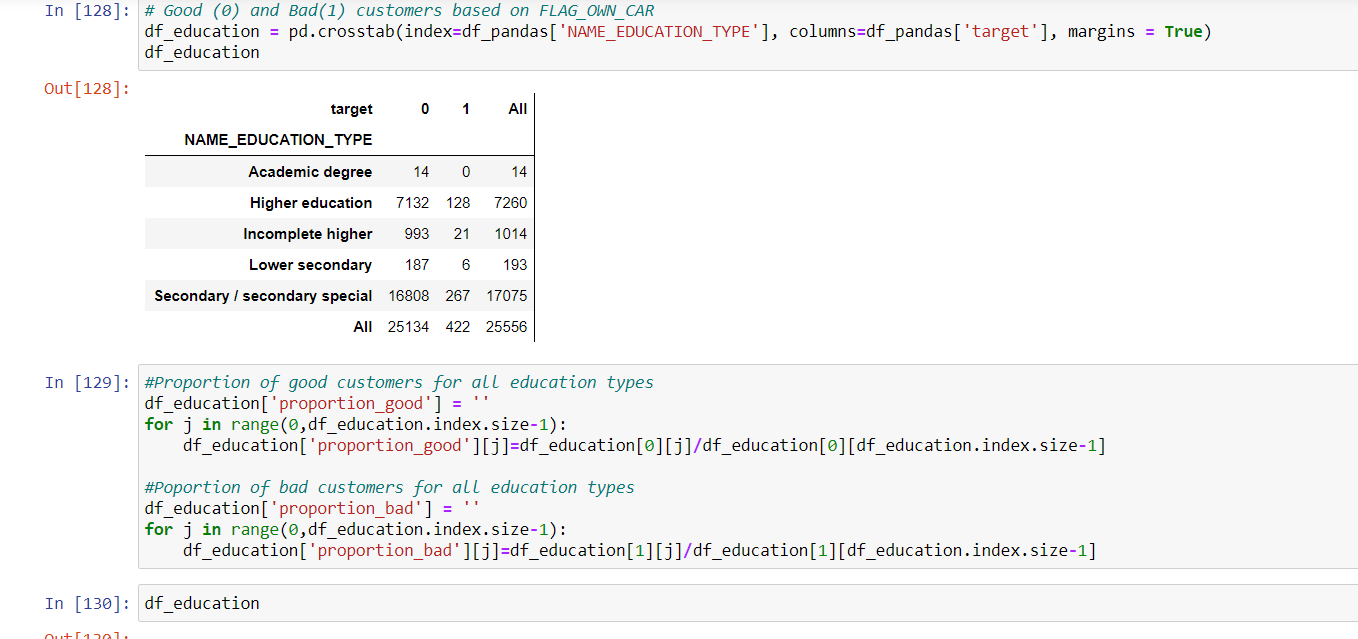 In [128]: # Good (0) and Bad(1) customers based on FLAG_OWN_CAR
df_education = pd.crosstab(index=df_pandas['NAME_EDUCATION_TYPE'], columns=df_pandas['target'], margins = True)
df_education
Out[128]:
target 0 1 All
NAME_EDUCATION_TYPE
Academic degree 14 0 14
Higher education 7132 128 7260
Incomplete higher 993 21 1014
Lower secondary 187 6 193
Secondary / secondary special 16808 267 17075
All 25134 422 25556
In [129]: #Proportion of good customers for all education types
df_education['proportion_good'] = ''
for j in range(0,df_education.index.size-1):
    df_education['proportion_good'][j]=df_education[0][j]/df_education[0][df_education.index.size-1]
#Poportion of bad customers for all education types
df_education['proportion_bad'] = ''
for j in range(0,df_education.index.size-1):
    df_education['proportion_bad'][j]=df_education[1][j]/df_education[1][df_education.index.size-1]
In [130]: df_education
Out[130]: